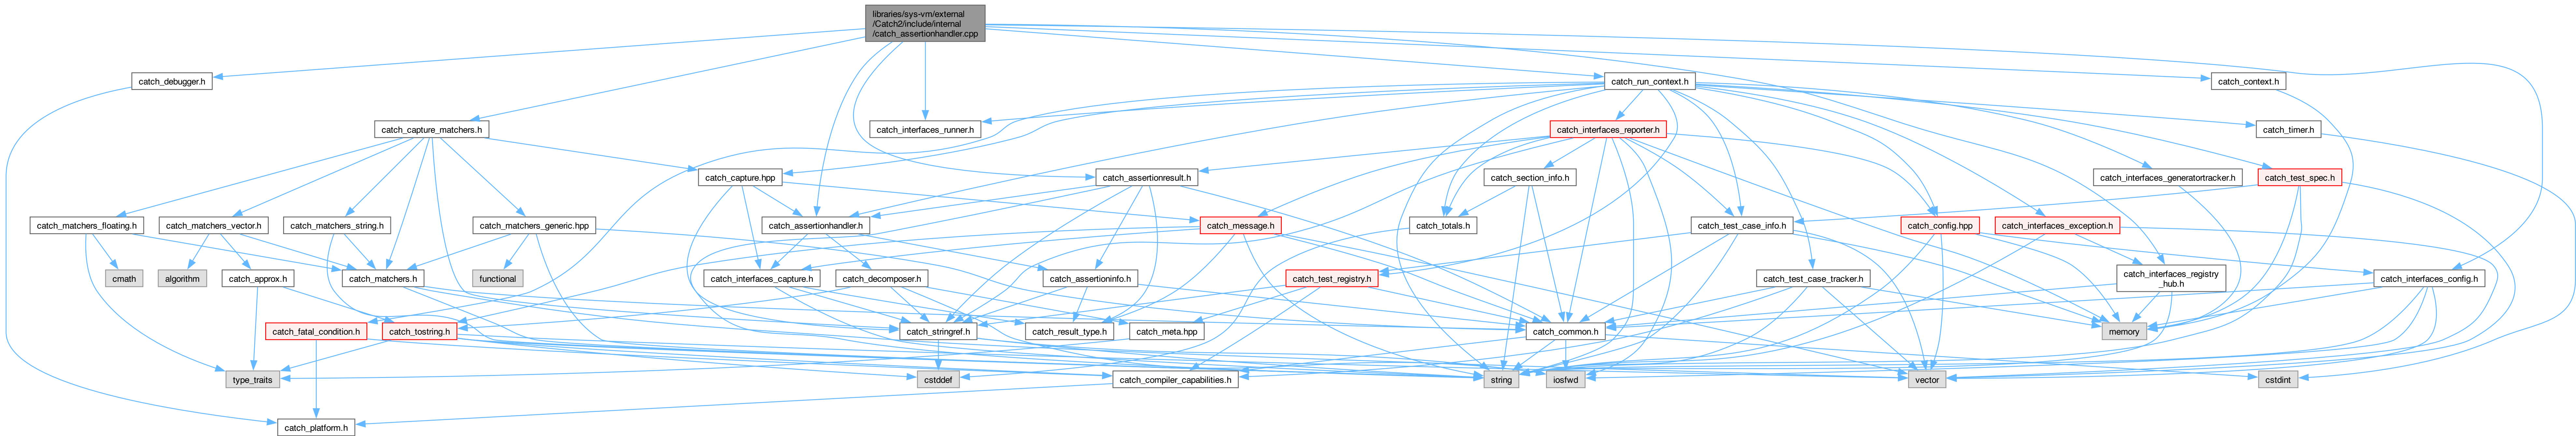 libraries/sys-vm/external
/Catch2/include/internal
/catch_assertionhandler.cpp
catch_debugger.h
catch_run_context.h
catch_context.h
catch_capture_matchers.h
catch_interfaces_runner.h
catch_interfaces_reporter.h
catch_timer.h
catch_capture.hpp
catch_assertionresult.h
catch_section_info.h
catch_interfaces_generatortracker.h
catch_test_spec.h
catch_matchers_floating.h
catch_matchers_vector.h
catch_matchers_string.h
catch_matchers_generic.hpp
catch_assertionhandler.h
catch_message.h
catch_totals.h
catch_test_case_info.h
catch_config.hpp
catch_interfaces_exception.h
cmath
algorithm
catch_approx.h
catch_matchers.h
functional
catch_interfaces_capture.h
catch_decomposer.h
catch_assertioninfo.h
catch_test_registry.h
catch_test_case_tracker.h
catch_interfaces_registry
_hub.h
catch_interfaces_config.h
catch_fatal_condition.h
catch_tostring.h
catch_stringref.h
catch_result_type.h
catch_meta.hpp
catch_common.h
memory
type_traits
cstddef
catch_compiler_capabilities.h
string
iosfwd
vector
cstdint
catch_platform.h